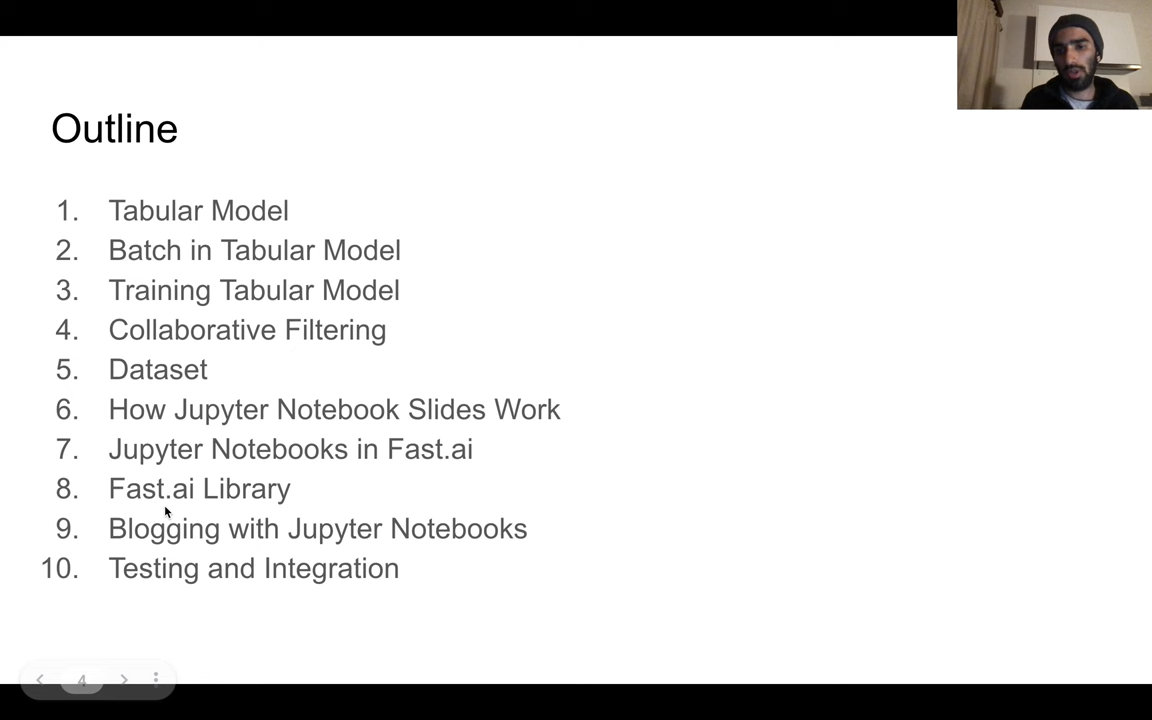 Outline
1. Tabular Model
2. Batch in Tabular Model
3. Training Tabular Model
4. Collaborative Filtering
5. Dataset
6. How Jupyter Notebook Slides Work
7. Jupyter Notebooks in Fast.ai
8. Fast.ai Library
9. Blogging with Jupyter Notebooks
10. Testing and Integration
4